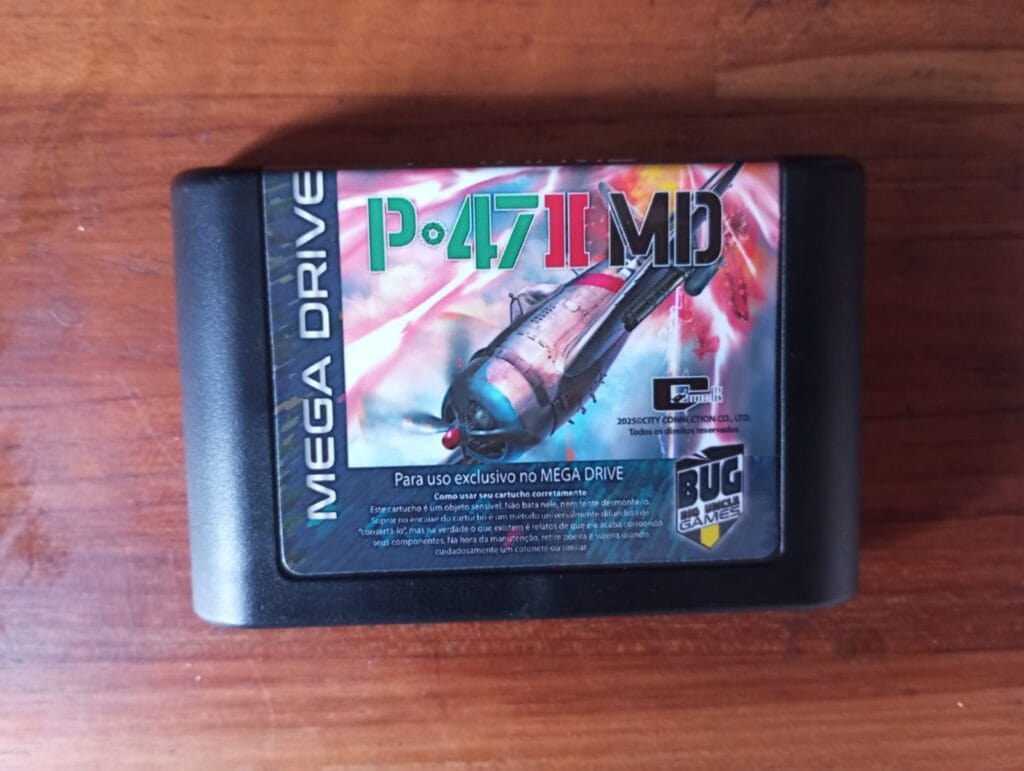 MEGA DRIVE
P·47 II MD
2025©CITY CONNECTION CO., LTD.
Todos os direitos reservados
Para uso exclusivo no MEGA DRIVE
Como usar seu cartucho corretamente
Este cartucho é um objeto sensível. Não bata nele, nem tente desmontá-lo.
Soprar no encaixe do cartucho é um método universalmente difundido de
"consertá-lo", mas na verdade o que existem é relatos de que ele acaba corroendo
seus componentes. Na hora da manutenção, retire poeira e sujeira usando
cuidadosamente um cotonete ou similar.
BUG
BIG UNCLE
GAMES